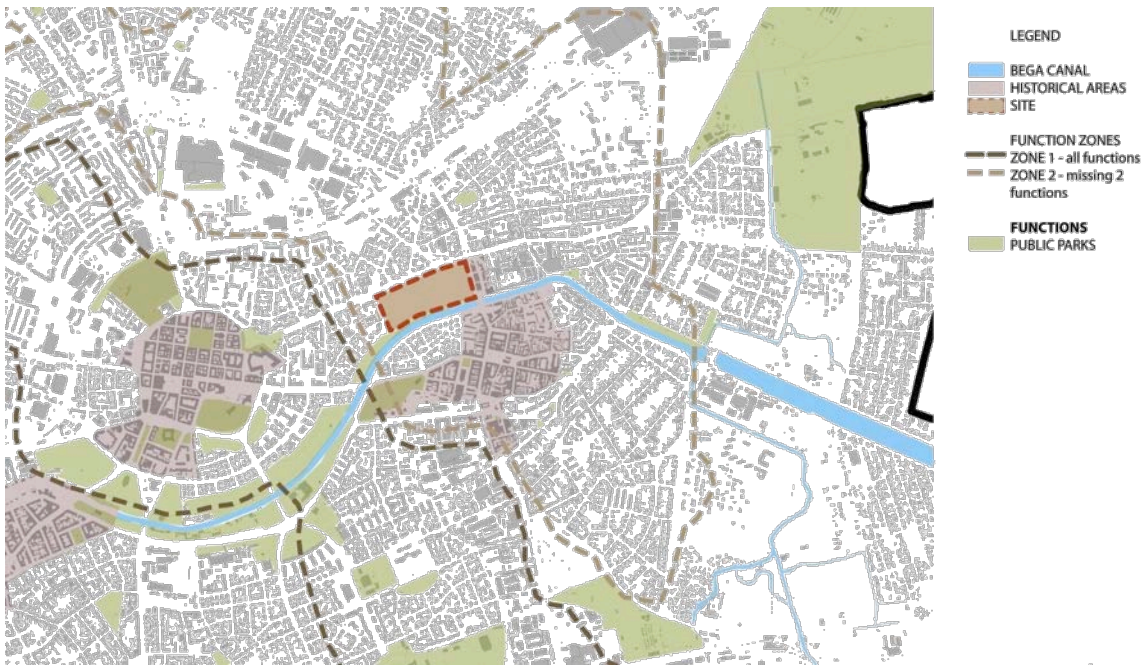 LEGEND
BEGA CANAL
HISTORICAL AREAS
SITE
FUNCTION ZONES
ZONE 1 - all functions
ZONE 2 - missing 2
functions
FUNCTIONS
PUBLIC PARKS